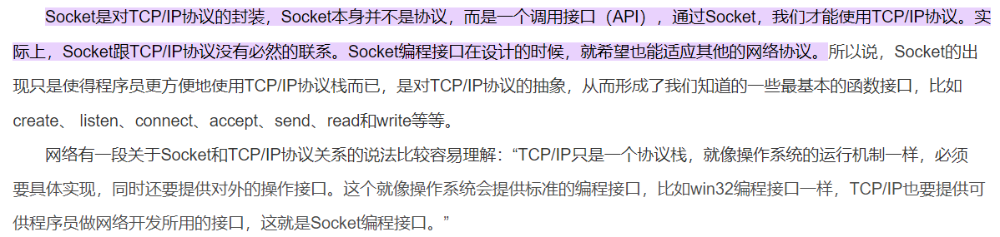 Socket是对TCP/IP协议的封装，Socket本身并不是协议，而是一个调用接口（API），通过Socket，我们才能使用TCP/IP协议。实
际上，Socket跟TCP/IP协议没有必然的联系。Socket编程接口在设计的时候，就希望也能适应其他的网络协议。所以说，Socket的出
现只是使得程序员更方便地使用TCP/IP协议栈而已，是对TCP/IP协议的抽象，从而形成了我们知道的一些最基本的函数接口，比如
create、 listen、connect、accept、send、read和write等等。
网络有一段关于Socket和TCP/IP协议关系的说法比较容易理解：“TCP/IP只是一个协议栈，就像操作系统的运行机制一样，必须
要具体实现，同时还要提供对外的操作接口。这个就像操作系统会提供标准的编程接口，比如win32编程接口一样，TCP/IP也要提供可
供程序员做网络开发所用的接口，这就是Socket编程接口。”